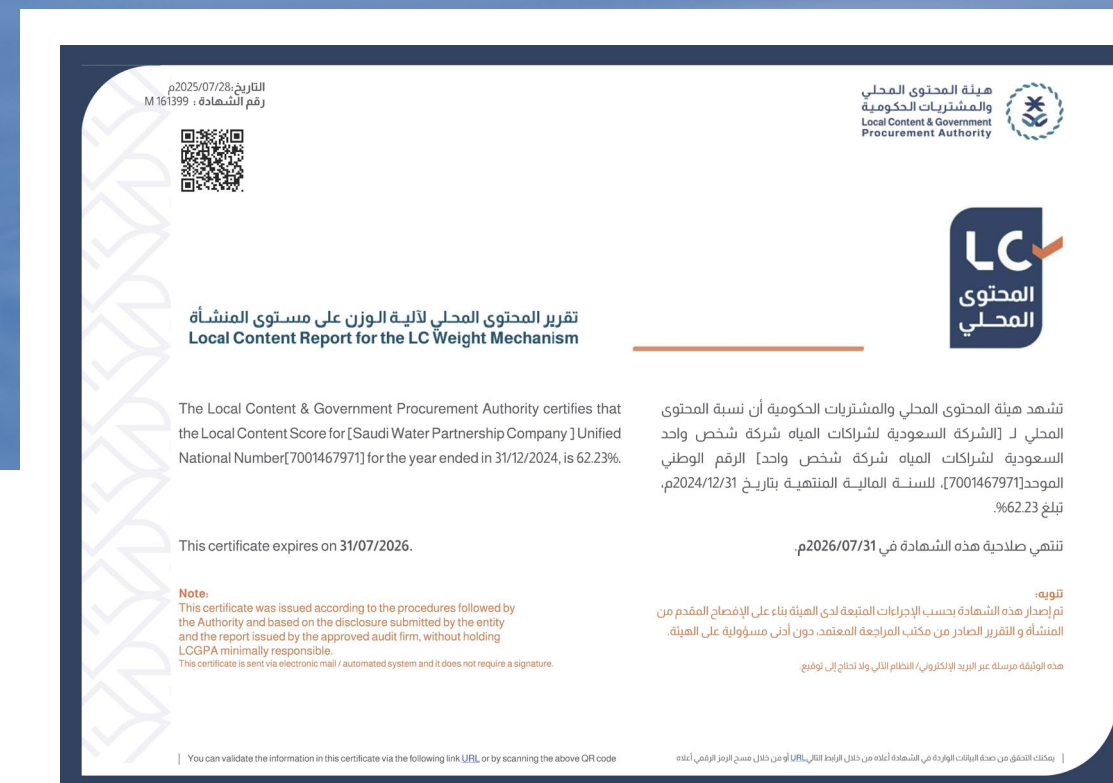 التاريخ:2025/07/28م
رقم الشهادة : M 161399
هيئة المحتوى المحلي
والمشتريات الحكومية
Local Content & Government
Procurement Authority
LC
المحتوى
المحلي
تقرير المحتوى المحلي لآلية الوزن على مستوى المنشأة
Local Content Report for the LC Weight Mechanism
The Local Content & Government Procurement Authority certifies that
the Local Content Score for [Saudi Water Partnership Company ] Unified
National Number[7001467971] for the year ended in 31/12/2024, is 62.23%.
This certificate expires on 31/07/2026.
Note:
This certificate was issued according to the procedures followed by
the Authority and based on the disclosure submitted by the entity
and the report issued by the approved audit firm, without holding
LCGPA minimally responsible.
This certificate is sent via electronic mail / automated system and it does not require a signature.
تشهد هيئة المحتوى المحلي والمشتريات الحكومية أن نسبة المحتوى
المحلي لـ [الشركة السعودية لشراكات المياه شركة شخص واحد
السعودية لشراكات المياه شركة شخص واحد] الرقم الوطني
الموحد[7001467971]، للسنة المالية المنتهية بتاريخ 2024/12/31م،
تبلغ 62.23%.
تنتهي صلاحية هذه الشهادة في 2026/07/31م.
تنويه:
تم إصدار هذه الشهادة بحسب الإجراءات المتبعة لدى الهيئة بناء على الإفصاح المقدم من
المنشأة و التقرير الصادر من مكتب المراجعة المعتمد، دون أدنى مسؤولية على الهيئة.
هذه الوثيقة مرسلة عبر البريد الإلكتروني/ النظام الآلي ولا تحتاج إلى توقيع.
| You can validate the information in this certificate via the following link URL or by scanning the above QR code
| يمكنك التحقق من صحة البيانات الواردة في الشهادة أعلاه من خلال الرابط التالي URL أو من خلال مسح الرمز الرقمي أعلاه